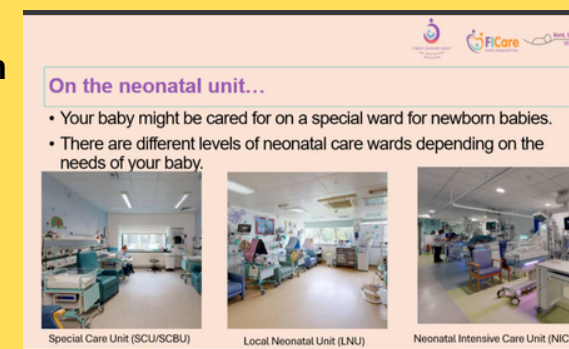 FiCare
On the neonatal unit...
• Your baby might be cared for on a special ward for newborn babies.
• There are different levels of neonatal care wards depending on the
needs of your baby.
Special Care Unit (SCU/SCBU)
Local Neonatal Unit (LNU)
Neonatal Intensive Care Unit (NIC